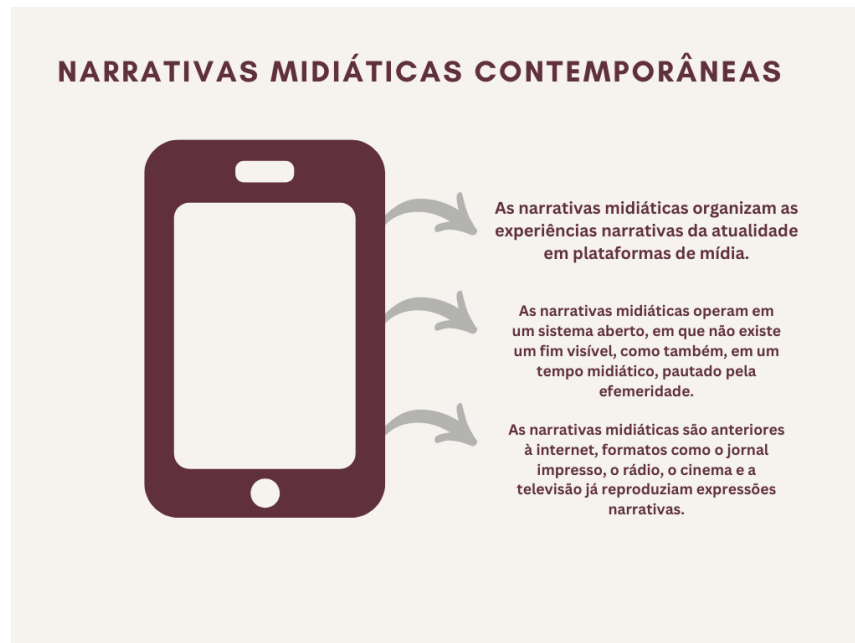 NARRATIVAS MIDIÁTICAS CONTEMPORÂNEAS
As narrativas midiáticas organizam as
experiências narrativas da atualidade
em plataformas de mídia.
As narrativas midiáticas operam em
um sistema aberto, em que não existe
um fim visível, como também, em um
tempo midiático, pautado pela
efemeridade.
As narrativas midiáticas são anteriores
à internet, formatos como o jornal
impresso, o rádio, o cinema e a
televisão já reproduziam expressões
narrativas.